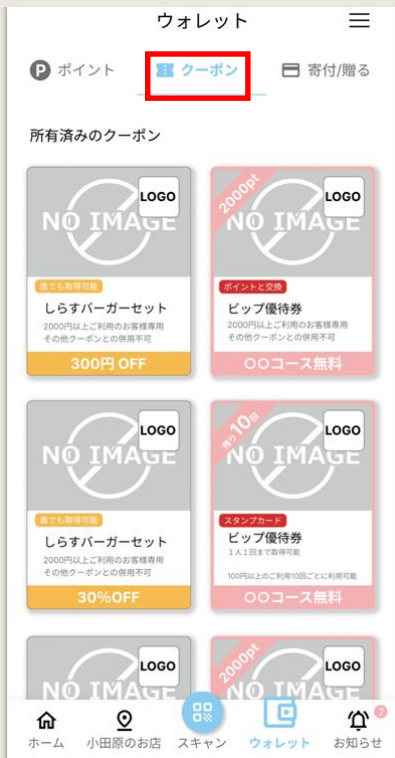 ウォレット
P ポイント
クーポン
寄付/贈る
所有済みのクーポン
NO IMAGE
LOGO
誰でも取得可能
しらすバーガーセット
2000円以上ご利用のお客様専用
その他クーポンとの併用不可
300円 OFF
2000pt
NO IMAGE
LOGO
ポイントと交換
ビップ優待券
2000円以上ご利用のお客様専用
その他クーポンとの併用不可
〇〇コース無料
NO IMAGE
LOGO
誰でも取得可能
しらすバーガーセット
2000円以上ご利用のお客様専用
その他クーポンとの併用不可
30%OFF
残り10回
NO IMAGE
LOGO
スタンプカード
ビップ優待券
1人1回まで取得可能
100円以上のご利用10回ごとに利用可能
〇〇コース無料
NO IMAGE
LOGO
2000pt
NO IMAGE
LOGO
ホーム
小田原のお店
スキャン
ウォレット
7
お知らせ